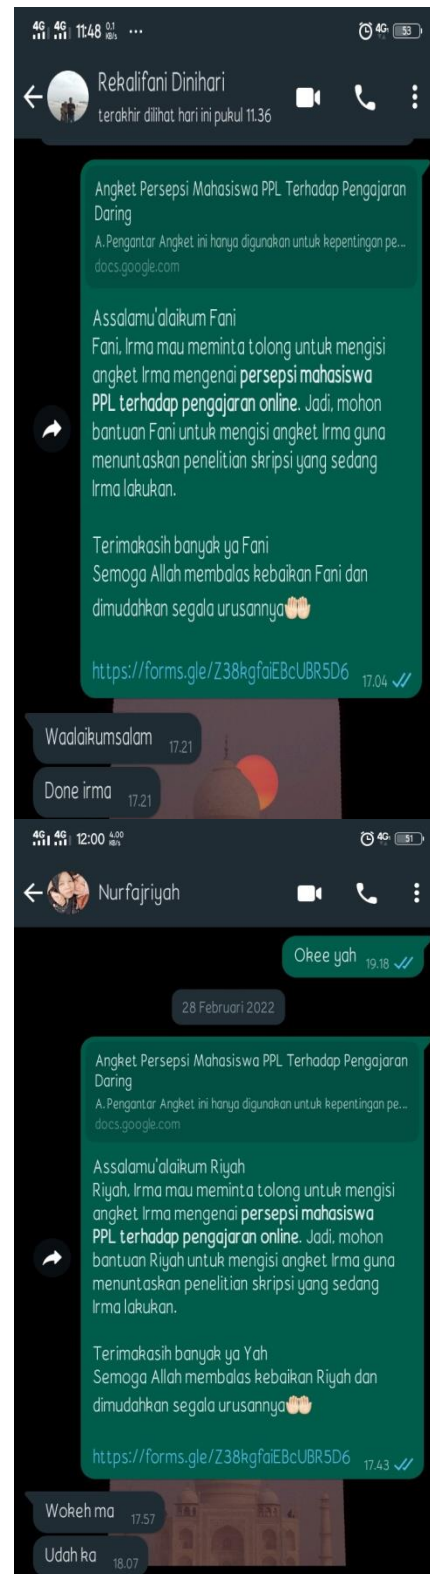 4G 4G 11:48 0.1 KB/s ... 4G 53
Rekalifani Dinihari
terakhir dilihat hari ini pukul 11.36
Angket Persepsi Mahasiswa PPL Terhadap Pengajaran
Daring
A. Pengantar Angket ini hanya digunakan untuk kepentingan pe...
docs.google.com
Assalamu'alaikum Fani
Fani, Irma mau meminta tolong untuk mengisi
angket Irma mengenai persepsi mahasiswa
PPL terhadap pengajaran online. Jadi, mohon
bantuan Fani untuk mengisi angket Irma guna
menuntaskan penelitian skripsi yang sedang
Irma lakukan.
Terimakasih banyak ya Fani
Semoga Allah membalas kebaikan Fani dan
dimudahkan segala urusannya🤲🏻
https://forms.gle/Z38kgfaiEBcUBR5D6 17.04
Waalaikumsalam 17.21
Done irma 17.21
4G 4G 12:00 4.00 KB/s 4G 51
Nurfajriyah
Okee yah 19.18
28 Februari 2022
Angket Persepsi Mahasiswa PPL Terhadap Pengajaran
Daring
A. Pengantar Angket ini hanya digunakan untuk kepentingan pe...
docs.google.com
Assalamu'alaikum Riyah
Riyah, Irma mau meminta tolong untuk mengisi
angket Irma mengenai persepsi mahasiswa
PPL terhadap pengajaran online. Jadi, mohon
bantuan Riyah untuk mengisi angket Irma guna
menuntaskan penelitian skripsi yang sedang
Irma lakukan.
Terimakasih banyak ya Yah
Semoga Allah membalas kebaikan Riyah dan
dimudahkan segala urusannya🤲🏻
https://forms.gle/Z38kgfaiEBcUBR5D6 17.43
Wokeh ma 17.57
Udah ka 18.07